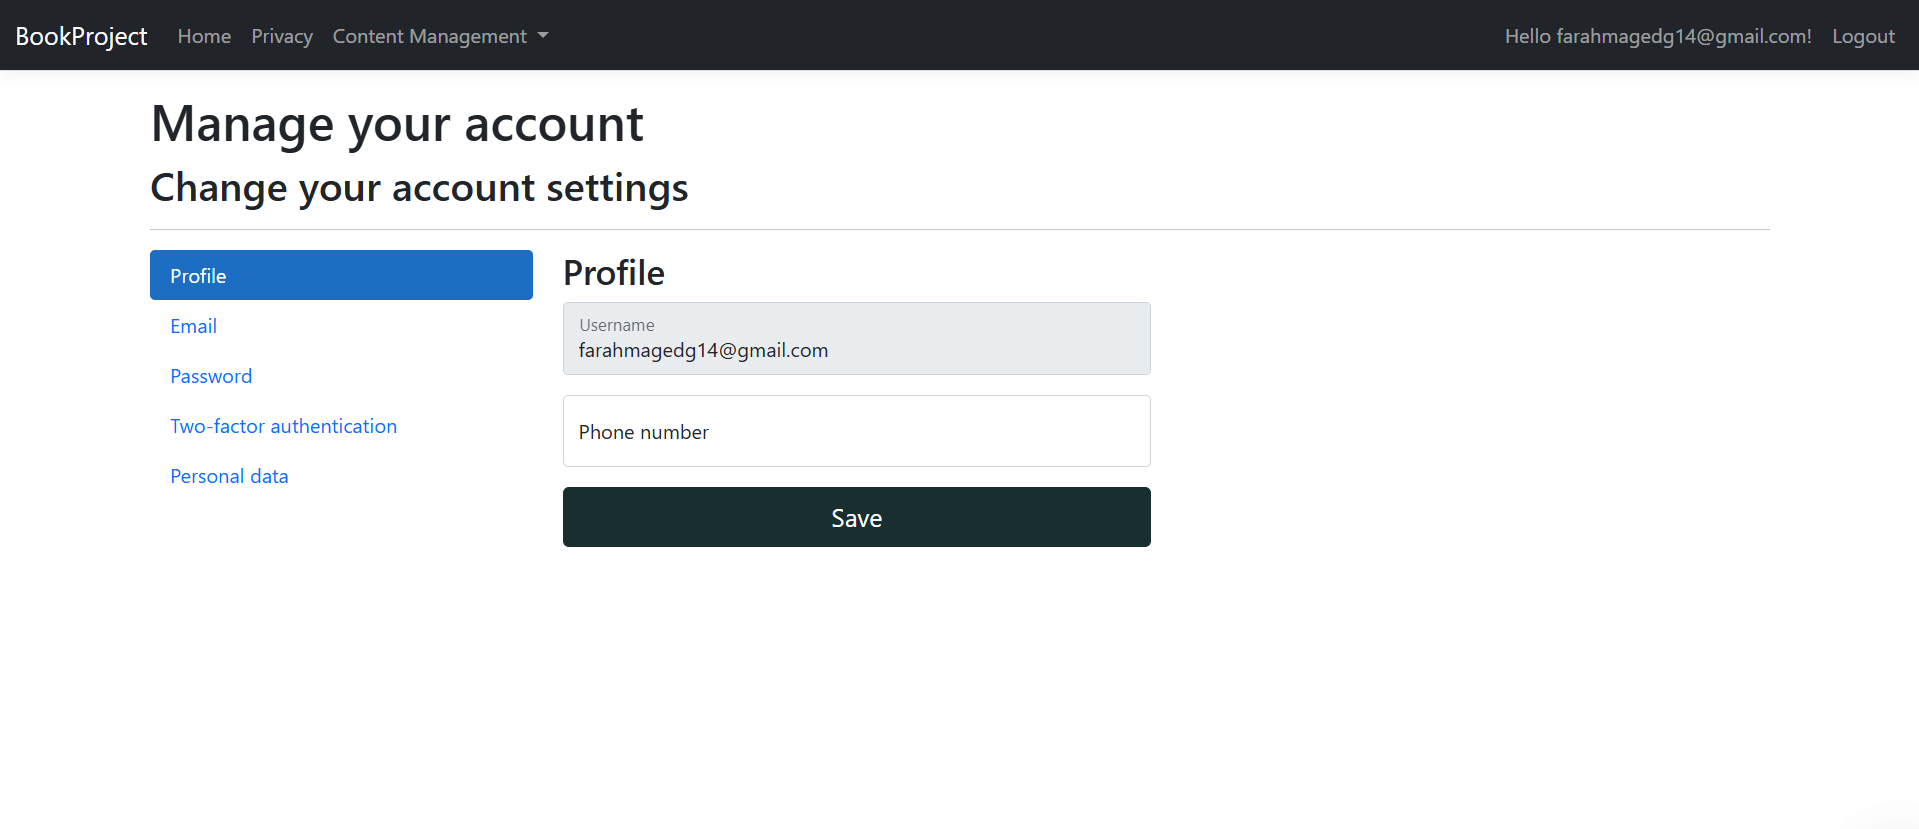 BookProject Home Privacy Content Management Hello farahmagedg14@gmail.com! Logout
Manage your account
Change your account settings
Profile
Email
Password
Two-factor authentication
Personal data
Profile
Username
farahmagedg14@gmail.com
Phone number
Save